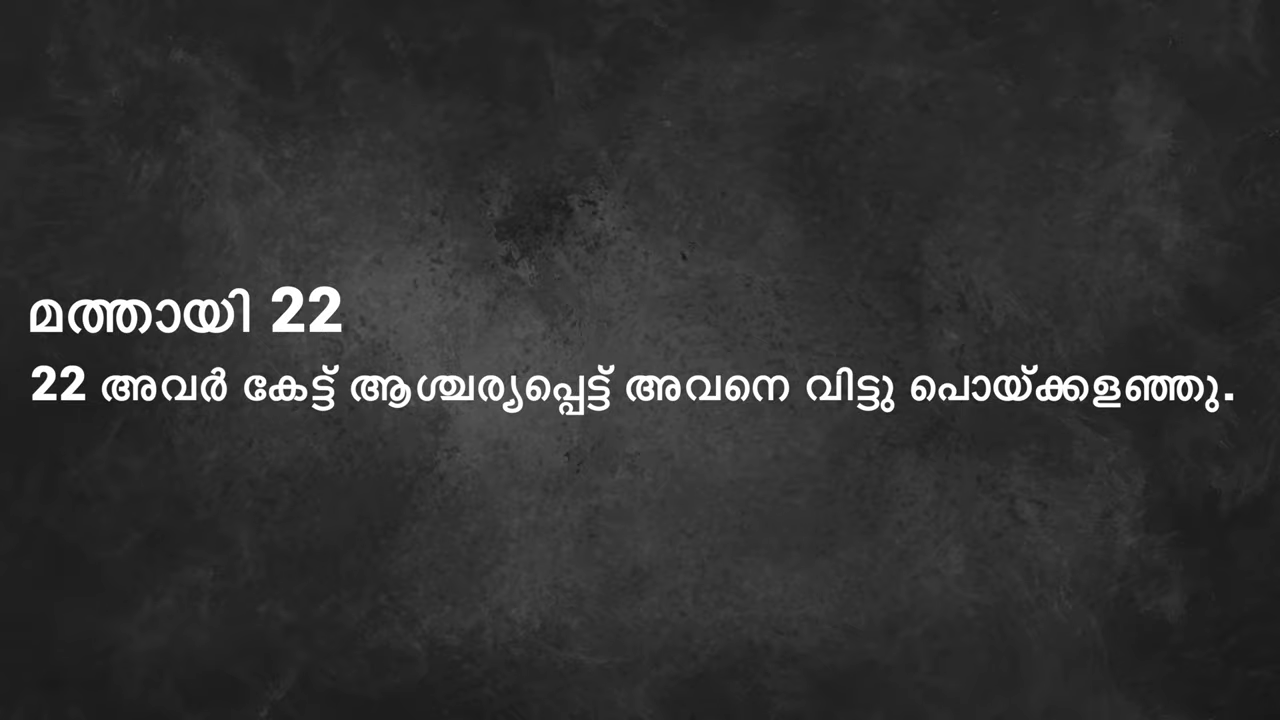 മത്തായി 22
22 അവർ കേട്ട് ആശ്ചര്യപ്പെട്ട് അവനെ വിട്ടു പൊയ്ക്കളഞ്ഞു.